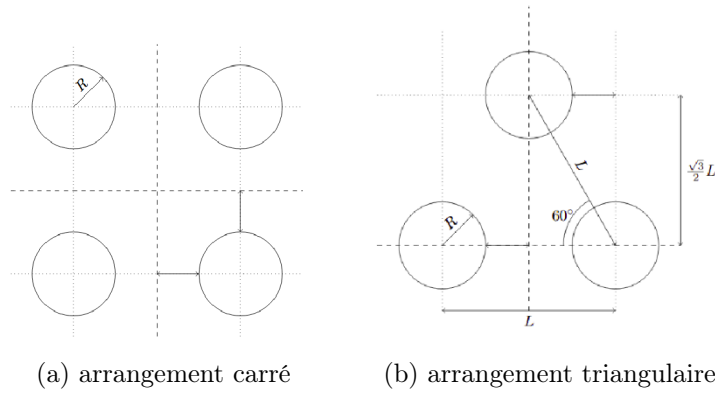 R
R
L
60°
√3/2 L
L
(a) arrangement carré
(b) arrangement triangulaire